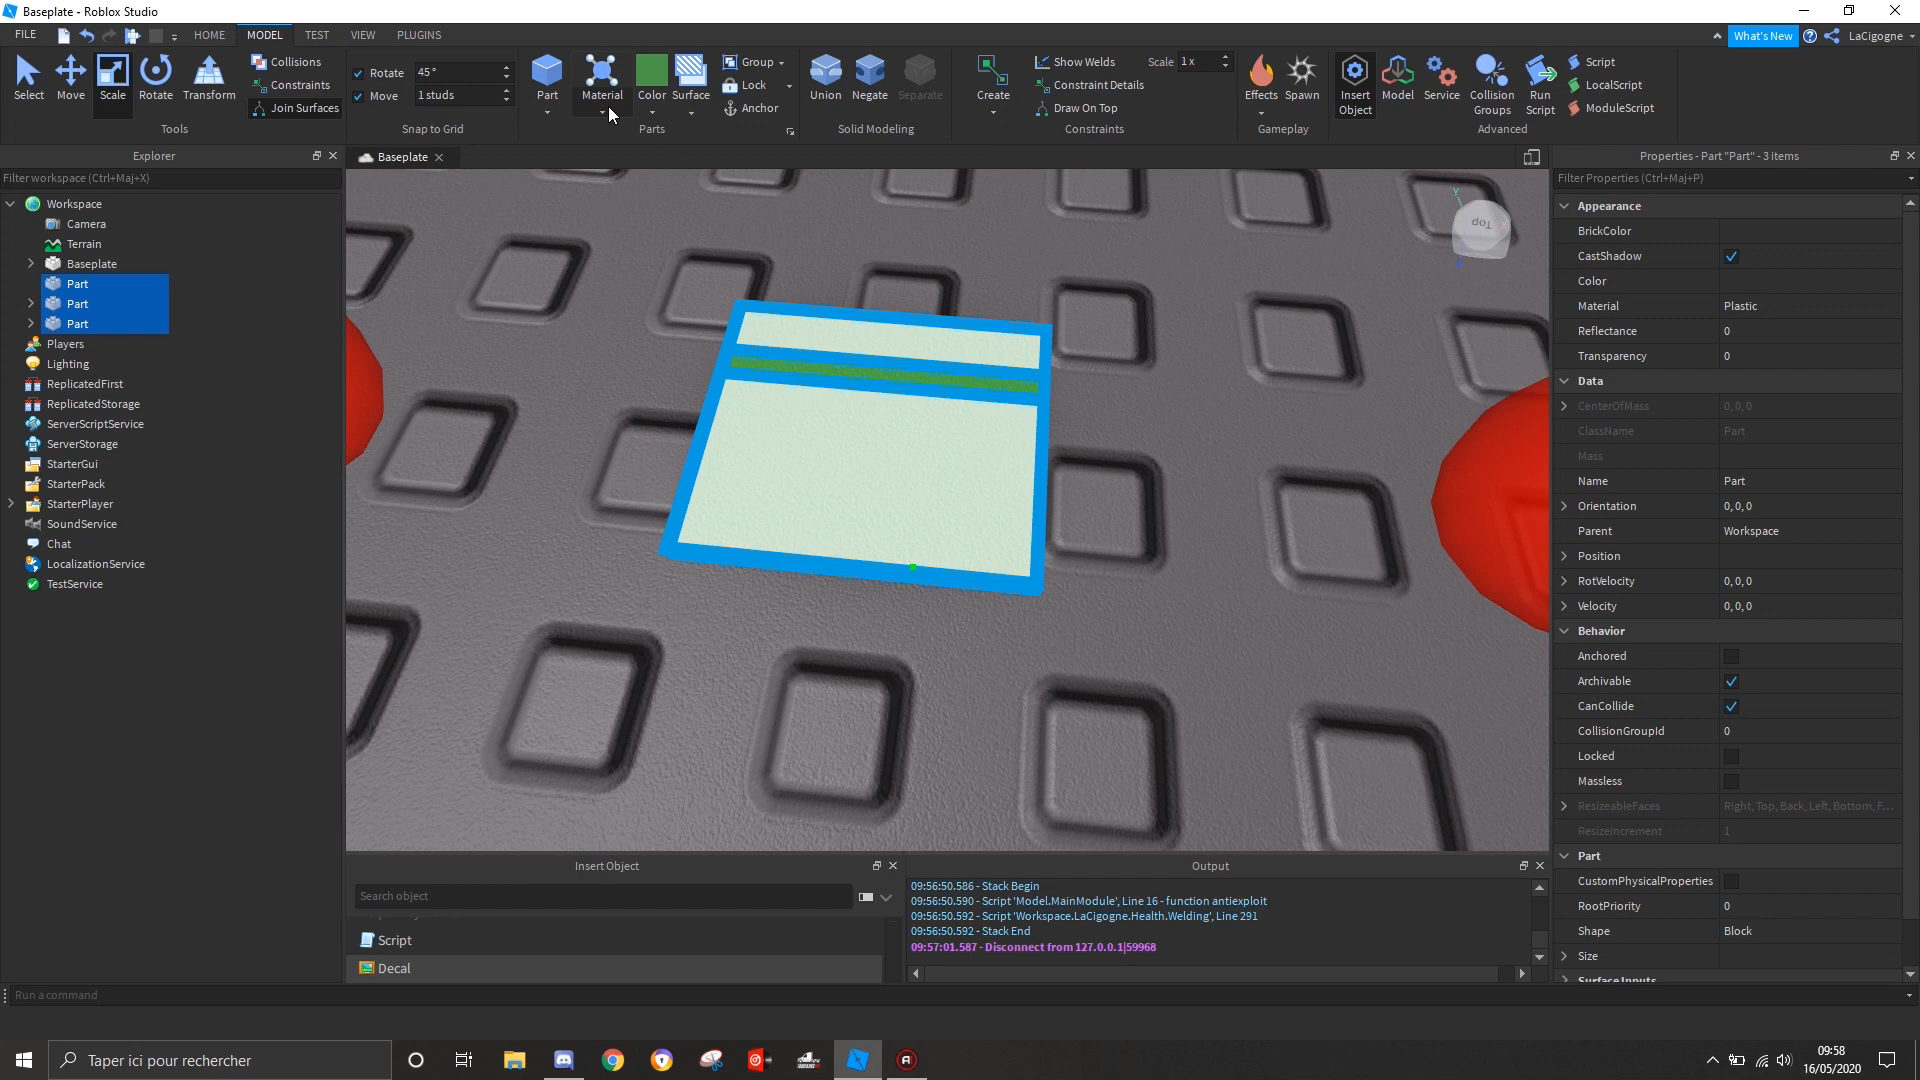 Baseplate - Roblox Studio
FILE HOME MODEL TEST VIEW PLUGINS What's New LaCigogne
Select Move Scale Rotate Transform
Collisions
Constraints
Join Surfaces
Tools
Rotate 45°
Move 1 studs
Snap to Grid
Part Material Color Surface
Group
Lock
Anchor
Parts
Union Negate Separate
Solid Modeling
Create
Show Welds Scale 1x
Constraint Details
Draw On Top
Constraints
Effects Spawn
Gameplay
Insert Object Model Service Collision Groups Run Script
Script
LocalScript
ModuleScript
Advanced
Explorer
Filter workspace (Ctrl+Maj+X)
Workspace
Camera
Terrain
Baseplate
Part
Part
Part
Players
Lighting
ReplicatedFirst
ReplicatedStorage
ServerScriptService
ServerStorage
StarterGui
StarterPack
StarterPlayer
SoundService
Chat
LocalizationService
TestService
Baseplate
Y
Top
Properties - Part "Part" - 3 items
Filter Properties (Ctrl+Maj+P)
Appearance
BrickColor
CastShadow
Color
Material Plastic
Reflectance 0
Transparency 0
Data
CenterOfMass 0, 0, 0
ClassName Part
Mass
Name Part
Orientation 0, 0, 0
Parent Workspace
Position
RotVelocity 0, 0, 0
Velocity 0, 0, 0
Behavior
Anchored
Archivable
CanCollide
CollisionGroupId 0
Locked
Massless
ResizeableFaces Right, Top, Back, Left, Bottom, F...
ResizeIncrement 1
Part
CustomPhysicalProperties
RootPriority 0
Shape Block
Size
Surface Inputs
Insert Object
Search object
Script
Decal
Output
09:56:50.586 - Stack Begin
09:56:50.590 - Script 'Model.MainModule', Line 16 - function antiexploit
09:56:50.592 - Script 'Workspace.LaCigogne.Health.Welding', Line 291
09:56:50.592 - Stack End
09:57:01.587 - Disconnect from 127.0.0.1|59968
Run a command
Taper ici pour rechercher
09:58
16/05/2020